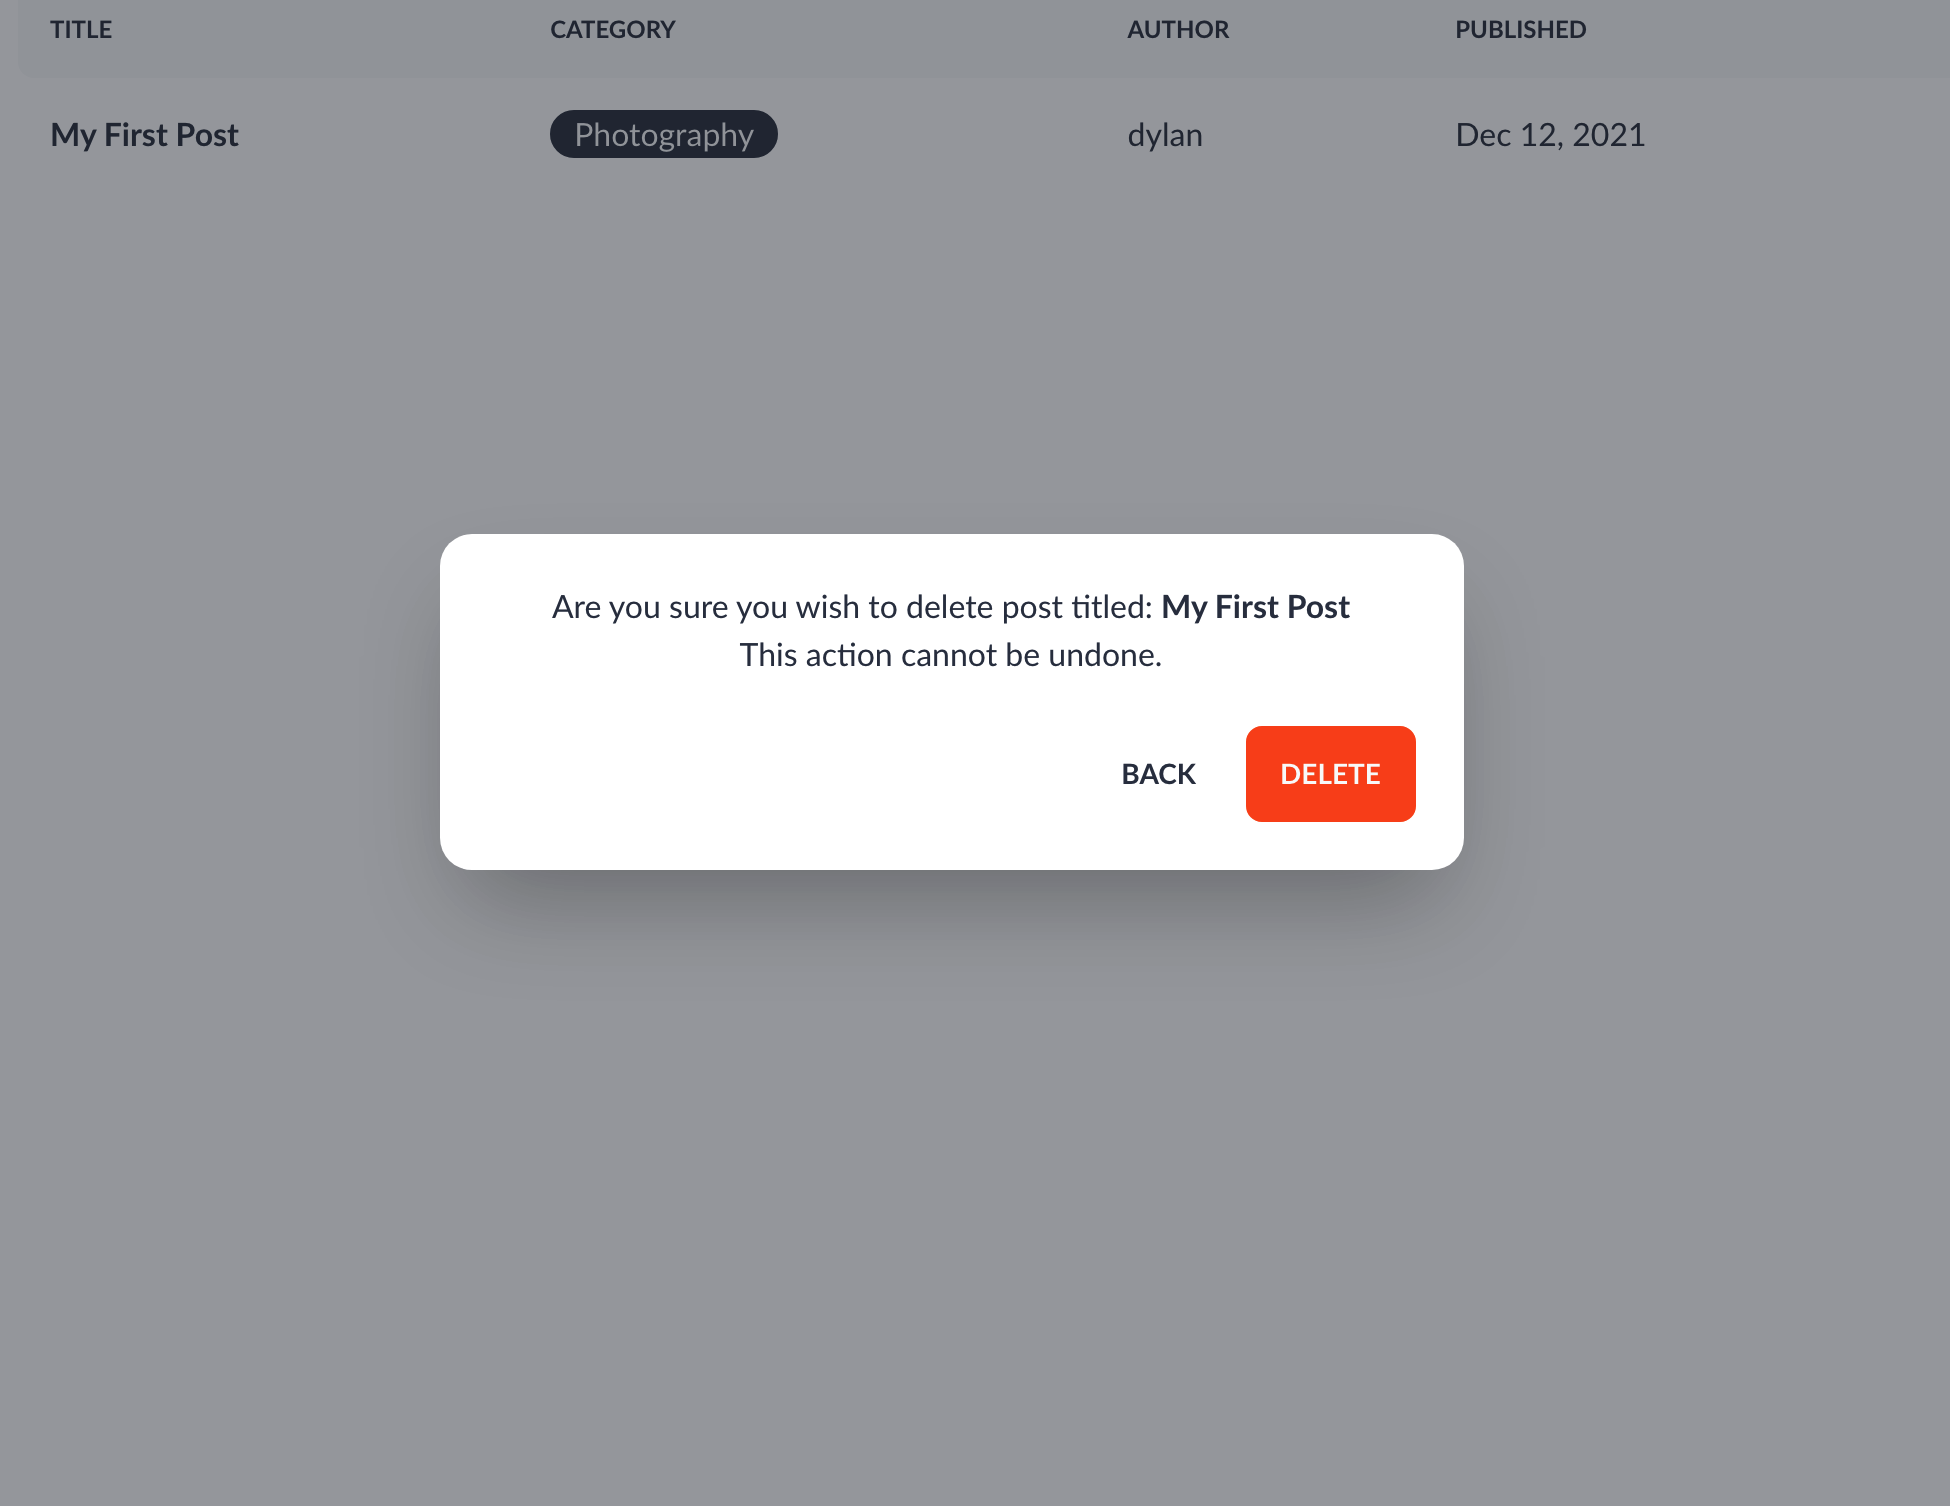 TITLE CATEGORY AUTHOR PUBLISHED
My First Post Photography dylan Dec 12, 2021
Are you sure you wish to delete post titled: My First Post
This action cannot be undone.
BACK DELETE